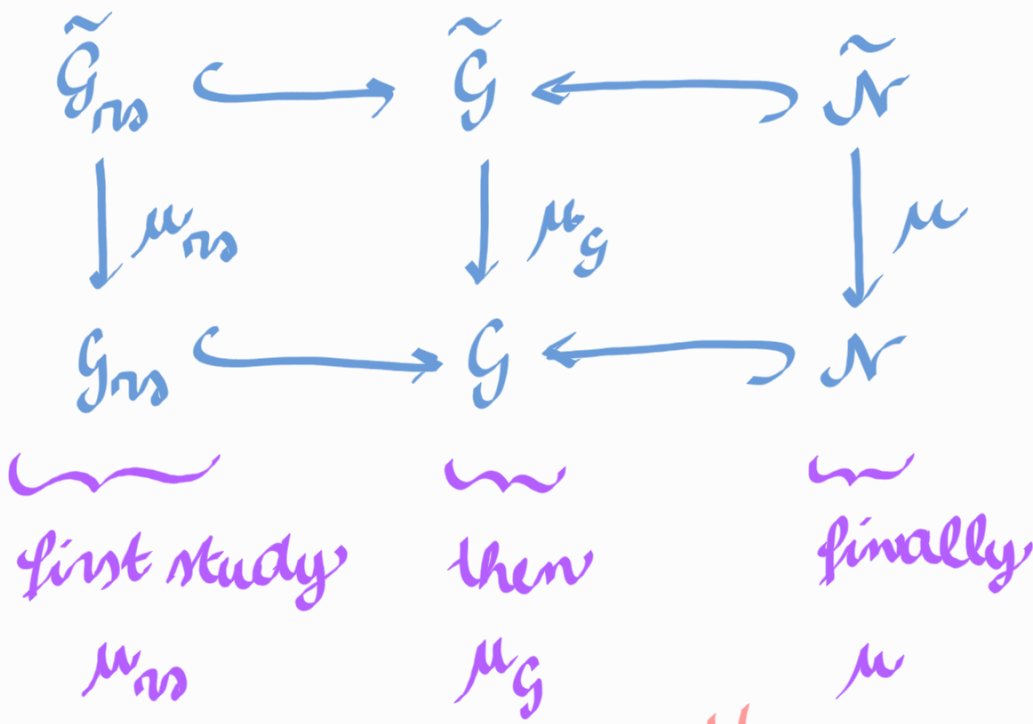 G̃rs ↪ G̃ ↩ Ñ
↓ μrs ↓ μG ↓ μ
Grs ↪ G ↩ N
first study then finally
μrs μG μ